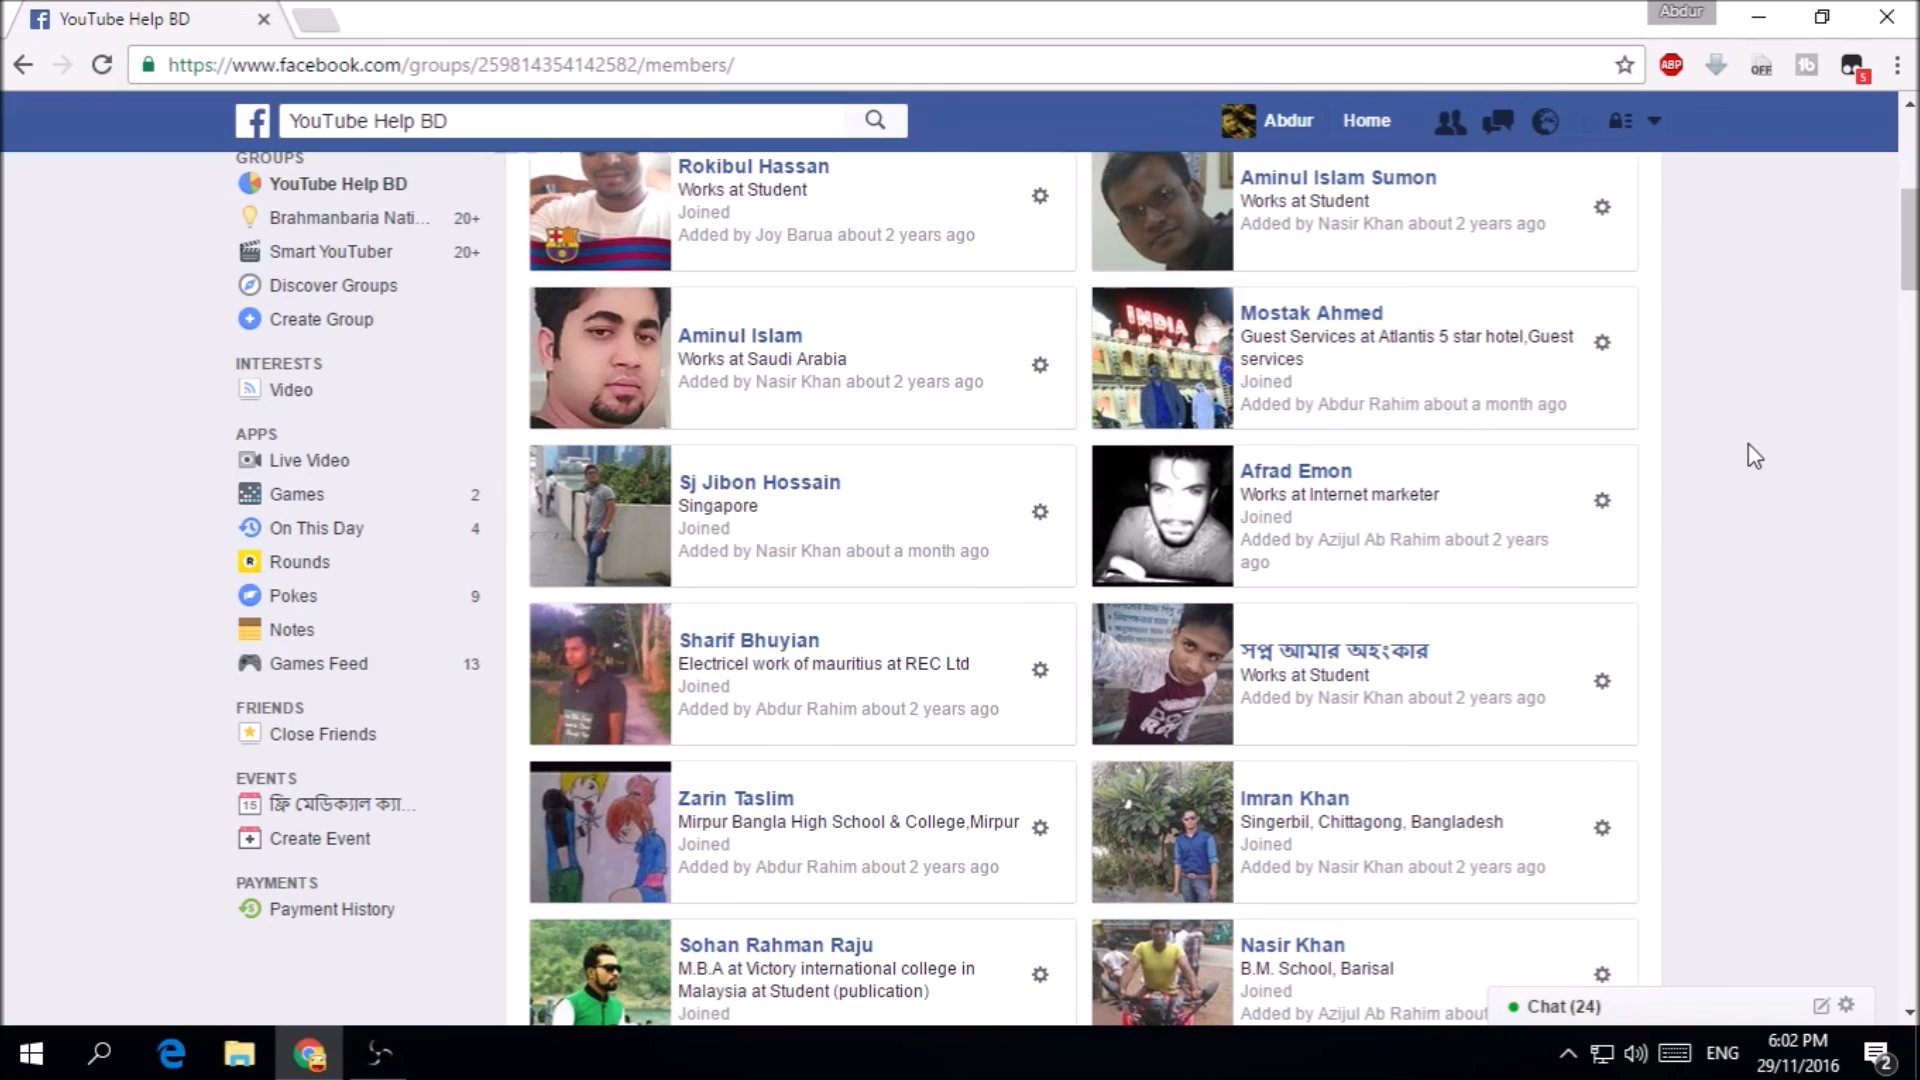 YouTube Help BD
Abdur
https://www.facebook.com/groups/259814354142582/members/
ABP
OFF
5
YouTube Help BD
Abdur
Home
GROUPS
YouTube Help BD
Brahmanbaria Nati... 20+
Smart YouTuber 20+
Discover Groups
Create Group
INTERESTS
Video
APPS
Live Video
Games 2
On This Day 4
Rounds
Pokes 9
Notes
Games Feed 13
FRIENDS
Close Friends
EVENTS
15 ফ্রি মেডিক্যাল ক্যা...
Create Event
PAYMENTS
Payment History
Rokibul Hassan
Works at Student
Joined
Added by Joy Barua about 2 years ago
Aminul Islam Sumon
Works at Student
Added by Nasir Khan about 2 years ago
Aminul Islam
Works at Saudi Arabia
Added by Nasir Khan about 2 years ago
INDIA
Mostak Ahmed
Guest Services at Atlantis 5 star hotel,Guest
services
Joined
Added by Abdur Rahim about a month ago
Sj Jibon Hossain
Singapore
Joined
Added by Nasir Khan about a month ago
Afrad Emon
Works at Internet marketer
Joined
Added by Azijul Ab Rahim about 2 years
ago
Sharif Bhuyian
Electricel work of mauritius at REC Ltd
Joined
Added by Abdur Rahim about 2 years ago
সপ্ন আমার অহংকার
Works at Student
Added by Nasir Khan about 2 years ago
Zarin Taslim
Mirpur Bangla High School & College,Mirpur
Joined
Added by Abdur Rahim about 2 years ago
Imran Khan
Singerbil, Chittagong, Bangladesh
Joined
Added by Nasir Khan about 2 years ago
Sohan Rahman Raju
M.B.A at Victory international college in
Malaysia at Student (publication)
Joined
Nasir Khan
B.M. School, Barisal
Joined
Added by Azijul Ab Rahim about
Chat (24)
ENG
6:02 PM
29/11/2016
2